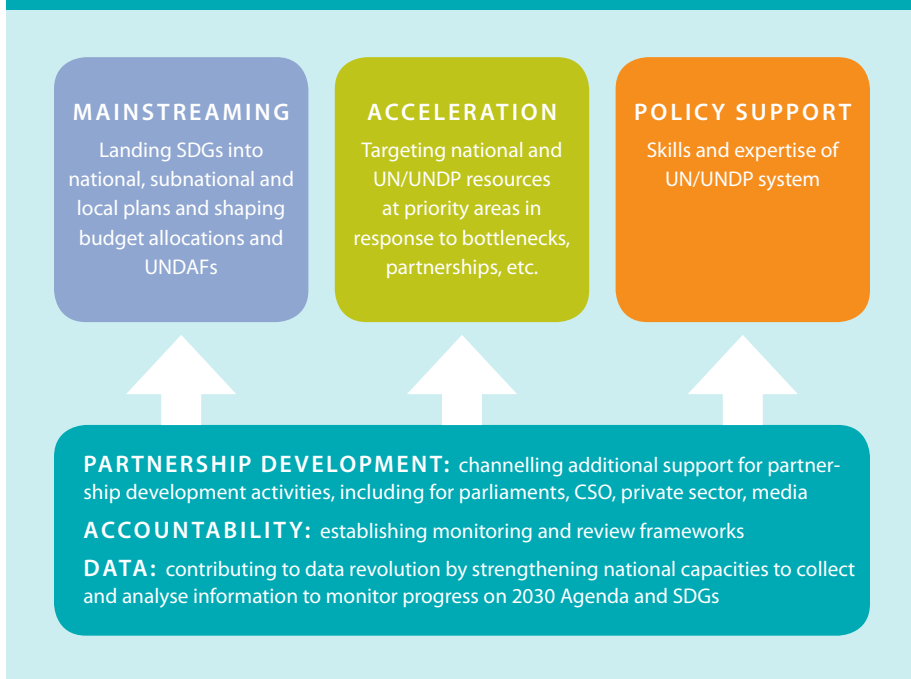 MAINSTREAMING
Landing SDGs into
national, subnational and
local plans and shaping
budget allocations and
UNDAFs
ACCELERATION
Targeting national and
UN/UNDP resources
at priority areas in
response to bottlenecks,
partnerships, etc.
POLICY SUPPORT
Skills and expertise of
UN/UNDP system
PARTNERSHIP DEVELOPMENT: channelling additional support for partner-
ship development activities, including for parliaments, CSO, private sector, media
ACCOUNTABILITY: establishing monitoring and review frameworks
DATA: contributing to data revolution by strengthening national capacities to collect
and analyse information to monitor progress on 2030 Agenda and SDGs